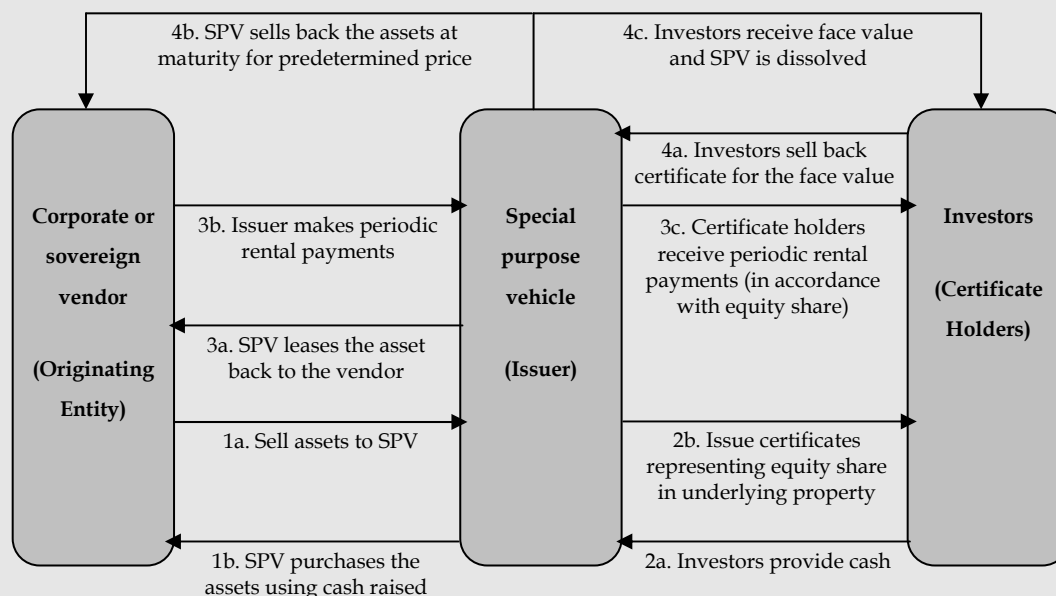 4b. SPV sells back the assets at
maturity for predetermined price
4c. Investors receive face value
and SPV is dissolved
Corporate or
sovereign
vendor
(Originating
Entity)
Special
purpose
vehicle
(Issuer)
Investors
(Certificate
Holders)
4a. Investors sell back
certificate for the face value
3b. Issuer makes periodic
rental payments
3c. Certificate holders
receive periodic rental
payments (in accordance
with equity share)
3a. SPV leases the asset
back to the vendor
1a. Sell assets to SPV
2b. Issue certificates
representing equity share
in underlying property
1b. SPV purchases the
assets using cash raised
2a. Investors provide cash